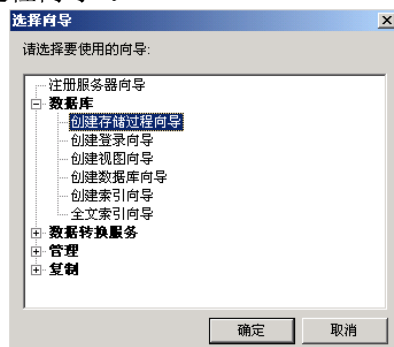 选择向导
请选择要使用的向导:
注册服务器向导
数据库
创建存储过程向导
创建登录向导
创建视图向导
创建数据库向导
创建索引向导
全文索引向导
数据转换服务
管理
复制
确定 取消